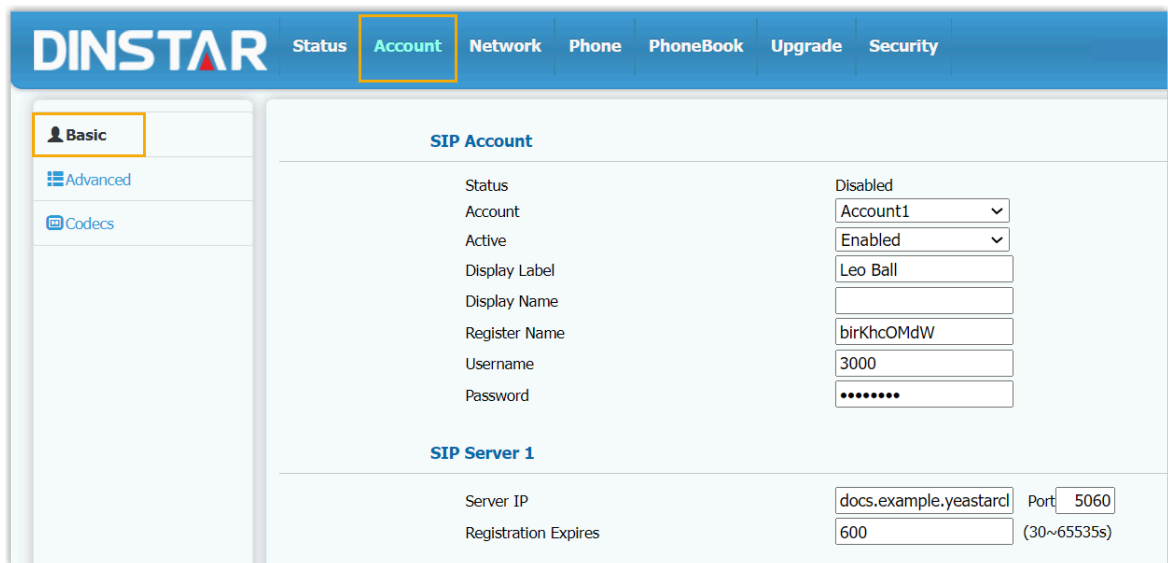 DINSTAR Status Account Network Phone PhoneBook Upgrade Security
Basic
Advanced
Codecs
SIP Account
Status Disabled
Account Account1
Active Enabled
Display Label Leo Ball
Display Name
Register Name birKhcOMdW
Username 3000
Password ••••••••
SIP Server 1
Server IP docs.example.yeastarcl Port 5060
Registration Expires 600 (30~65535s)